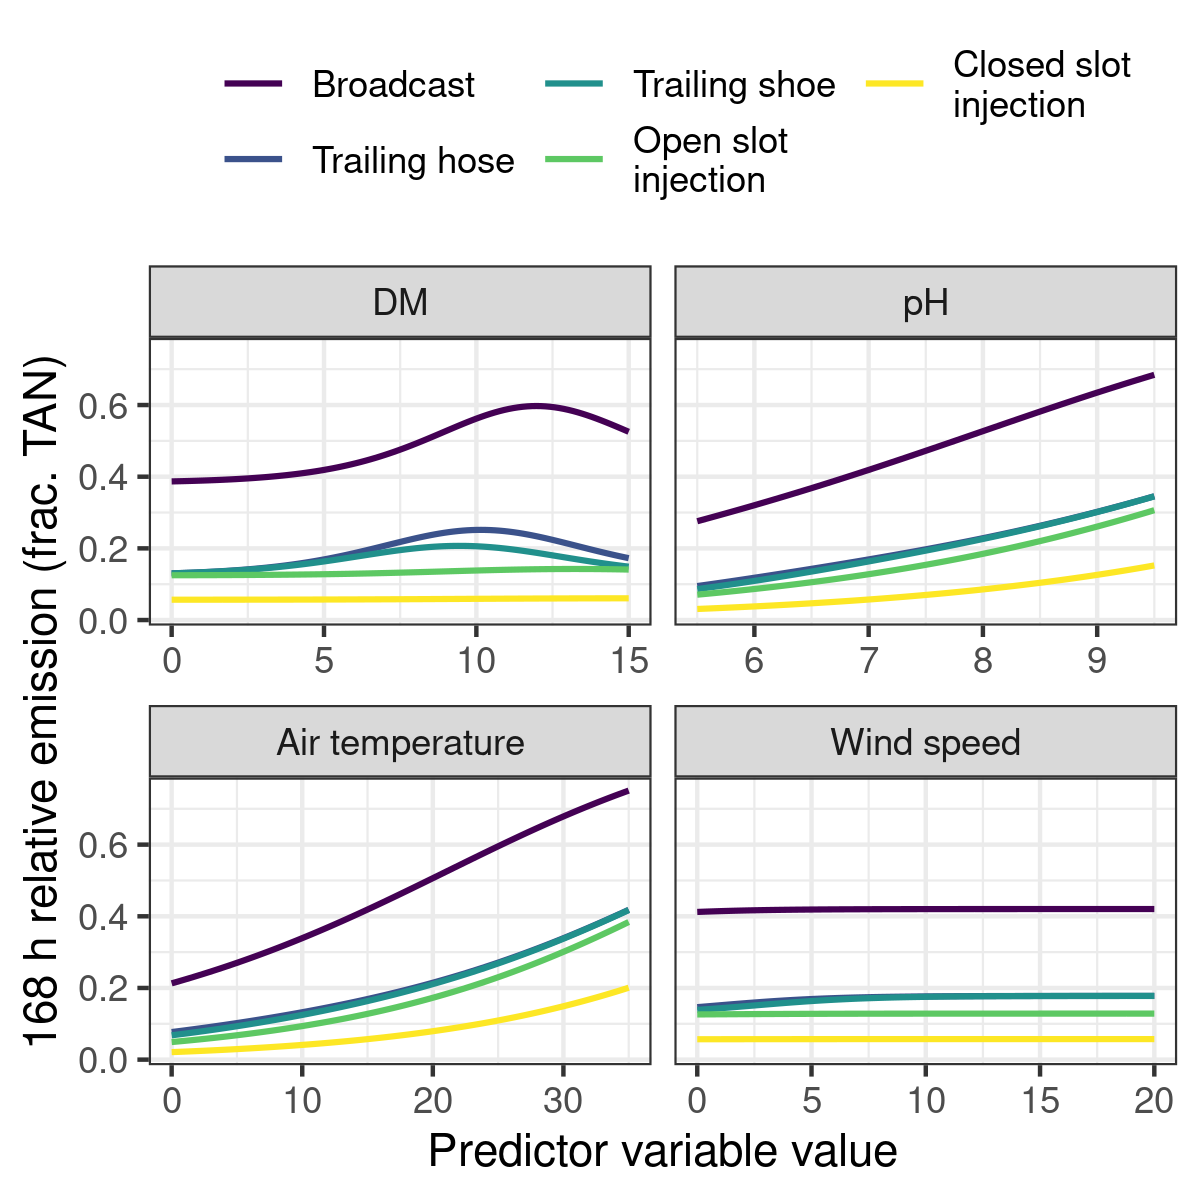 Broadcast
Trailing hose
Trailing shoe
Open slot
injection
Closed slot
injection
168 h relative emission (frac. TAN)
DM
0.6
0.4
0.2
0.0
0 5 10 15
pH
6 7 8 9
Air temperature
0.6
0.4
0.2
0.0
0 10 20 30
Wind speed
0 5 10 15 20
Predictor variable value